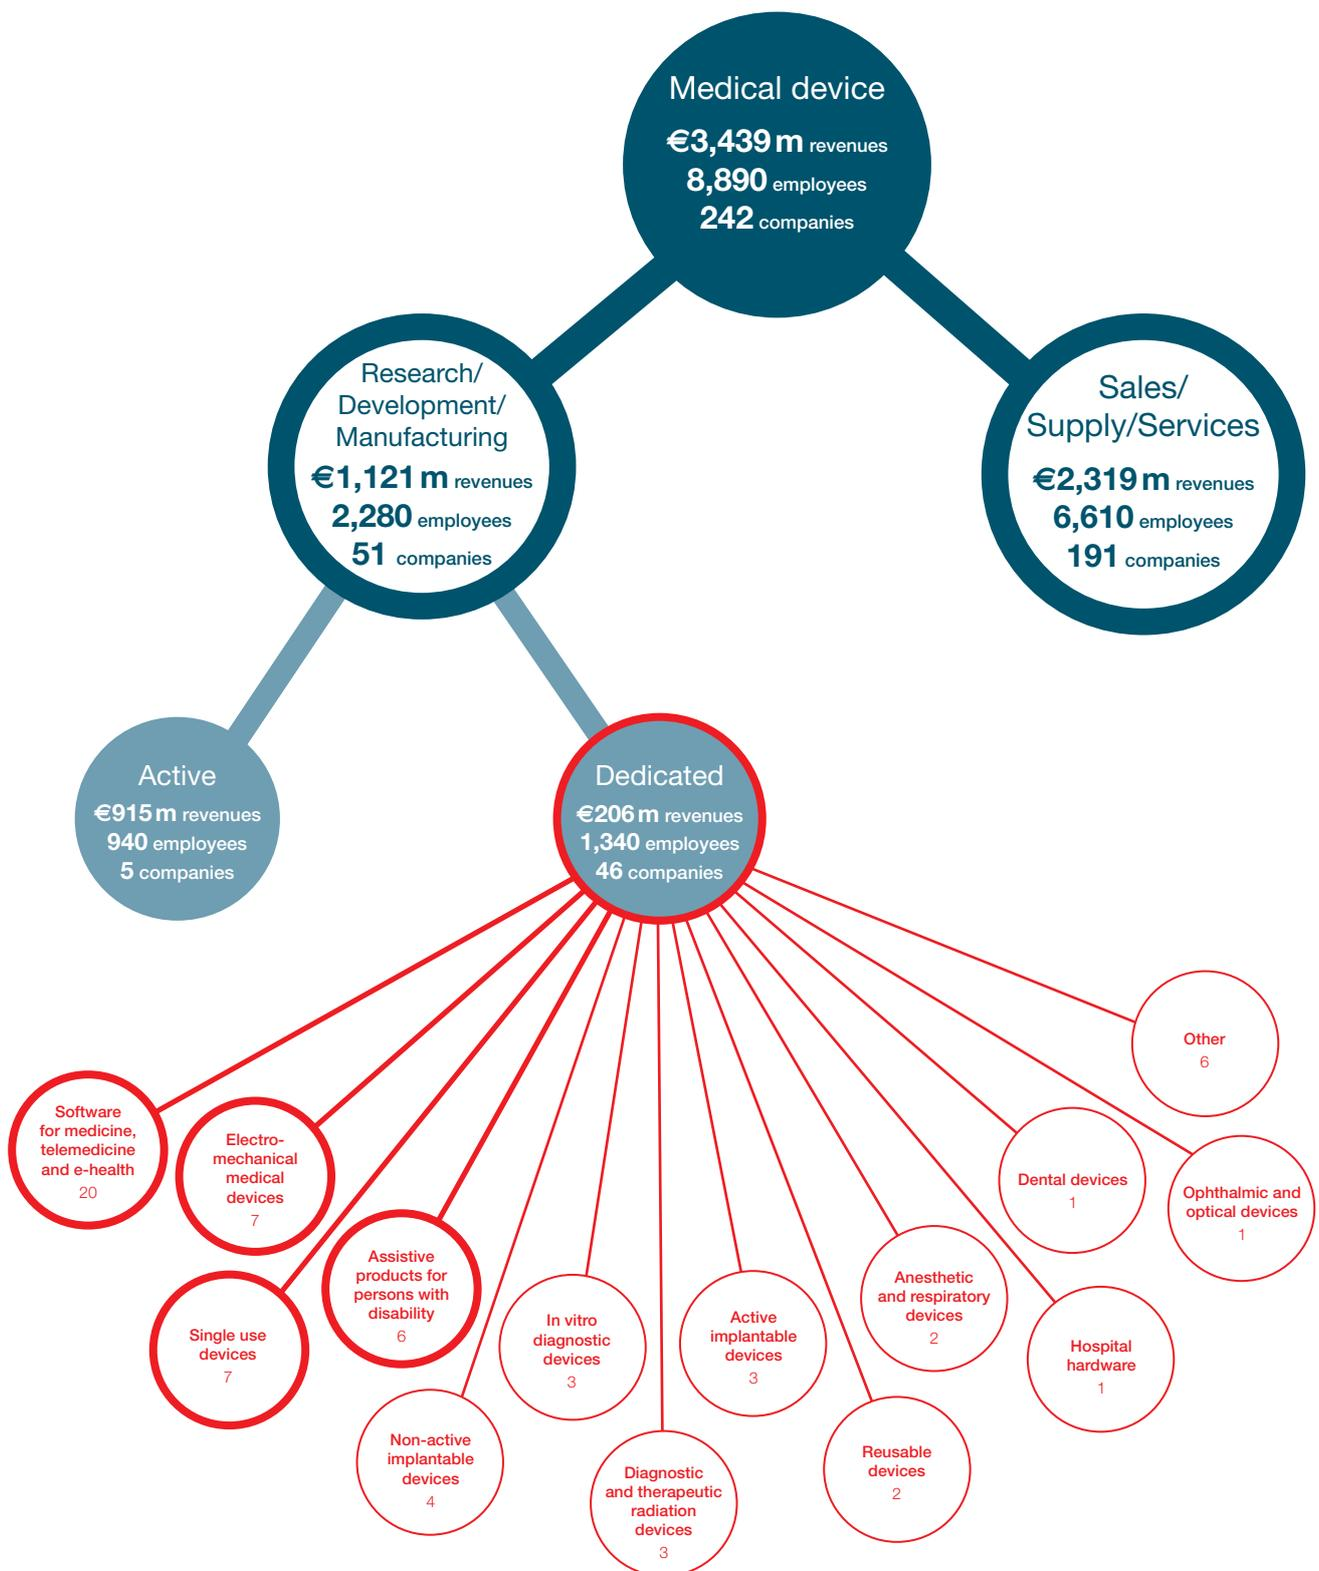 Medical device
€3,439 m revenues
8,890 employees
242 companies
Research/
Development/
Manufacturing
€1,121 m revenues
2,280 employees
51 companies
Sales/
Supply/Services
€2,319 m revenues
6,610 employees
191 companies
Active
€915 m revenues
940 employees
5 companies
Dedicated
€206 m revenues
1,340 employees
46 companies
Software
for medicine,
telemedicine
and e-health
20
Electro-
mechanical
medical
devices
7
Single use
devices
7
Assistive
products for
persons with
disability
6
Non-active
implantable
devices
4
In vitro
diagnostic
devices
3
Diagnostic
and therapeutic
radiation
devices
3
Active
implantable
devices
3
Reusable
devices
2
Anesthetic
and respiratory
devices
2
Hospital
hardware
1
Dental devices
1
Ophthalmic and
optical devices
1
Other
6